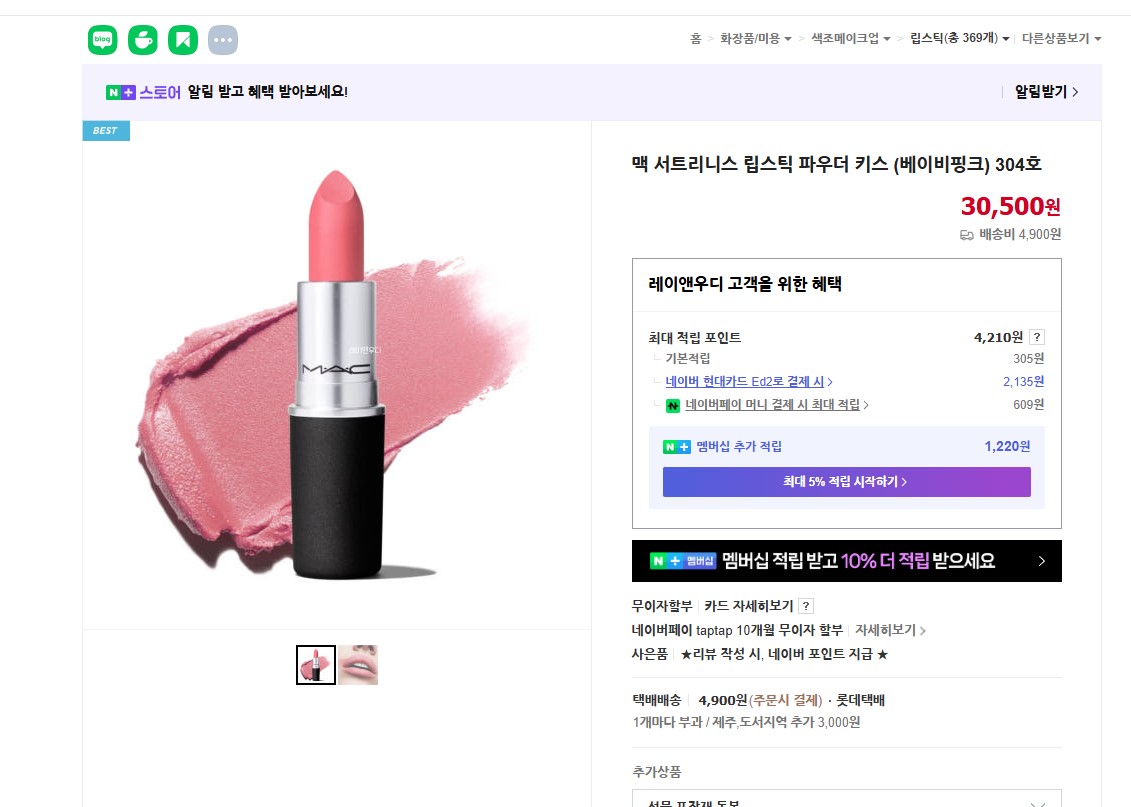 blog
홈 > 화장품/미용 > 색조메이크업 > 립스틱(총 369개) 다른상품보기
N+ 스토어 알림 받고 혜택 받아보세요!
알림받기
BEST
맥 서트리니스 립스틱 파우더 키스 (베이비핑크) 304호
30,500원
배송비 4,900원
레이앤우디
MAC
레이앤우디 고객을 위한 혜택
최대 적립 포인트 4,210원 ?
기본적립 305원
네이버 현대카드 Ed2로 결제 시 2,135원
N 네이버페이 머니 결제 시 최대 적립 609원
N+ 멤버십 추가 적립 1,220원
최대 5% 적립 시작하기
N+ 멤버십 멤버십 적립 받고 10% 더 적립 받으세요
무이자할부 카드 자세히보기 ?
네이버페이 taptap 10개월 무이자 할부 자세히보기
사은품 ★리뷰 작성 시, 네이버 포인트 지급 ★
택배배송 4,900원(주문시 결제) · 롯데택배
1개마다 부과 / 제주,도서지역 추가 3,000원
추가상품